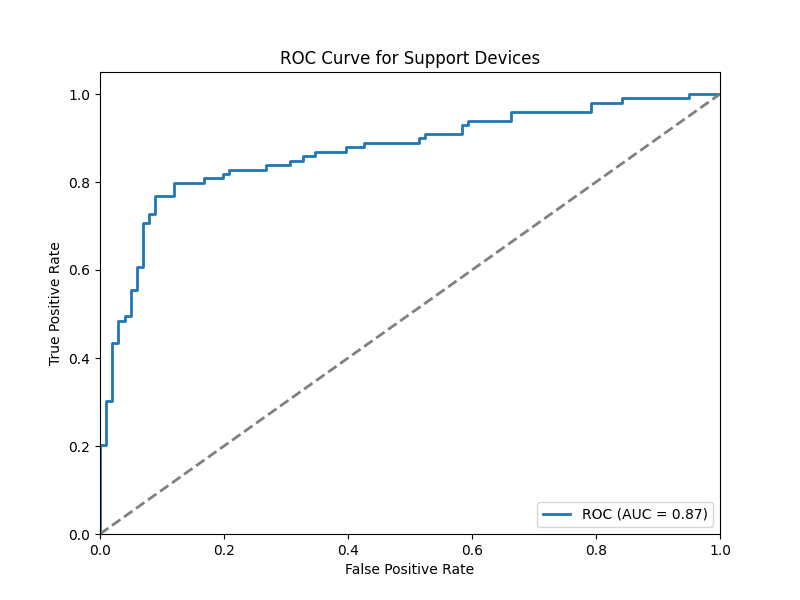 ROC Curve for Support Devices
True Positive Rate
1.0
0.8
0.6
0.4
0.2
0.0
ROC (AUC = 0.87)
0.0 0.2 0.4 0.6 0.8 1.0
False Positive Rate